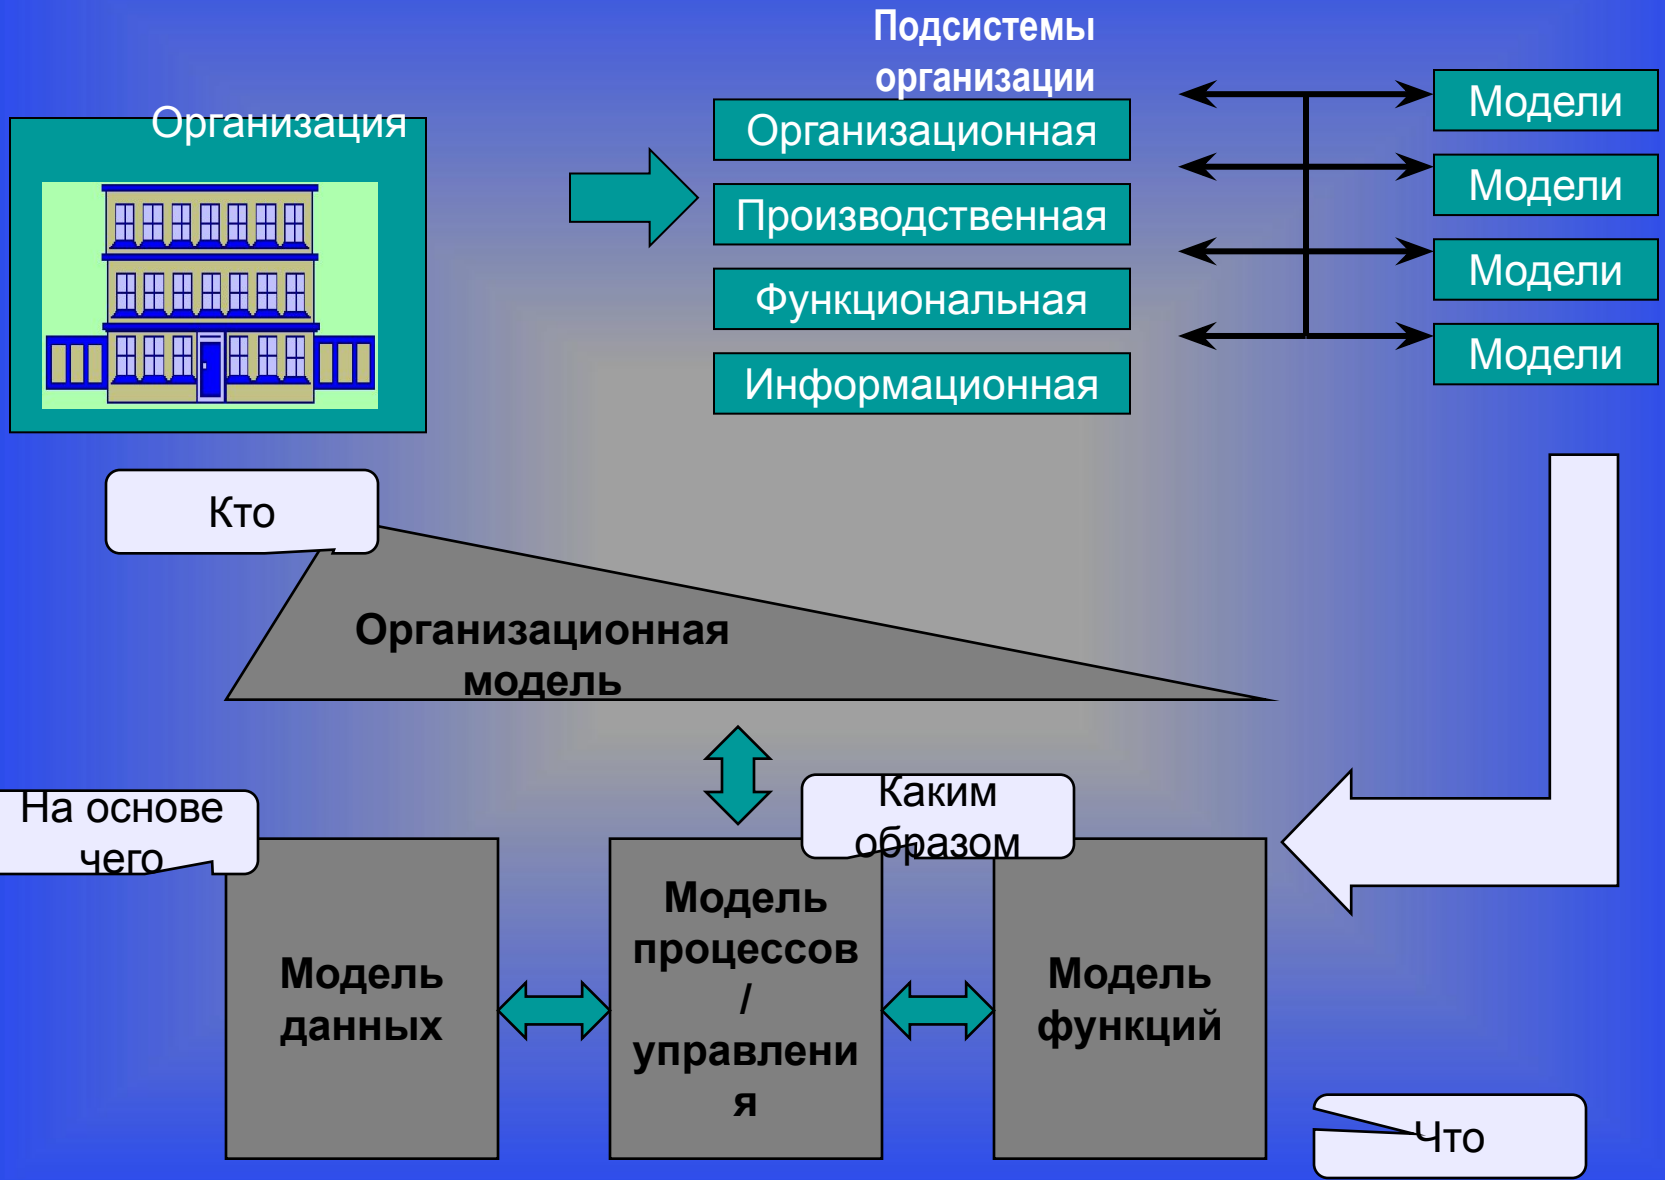 Подсистемы
организации
Организация
Организационная
Производственная
Функциональная
Информационная
Модели
Модели
Модели
Модели
Кто
Организационная
модель
На основе
чего
Каким
образом
Модель
данных
Модель
процессов
/
управлени
я
Модель
функций
Что